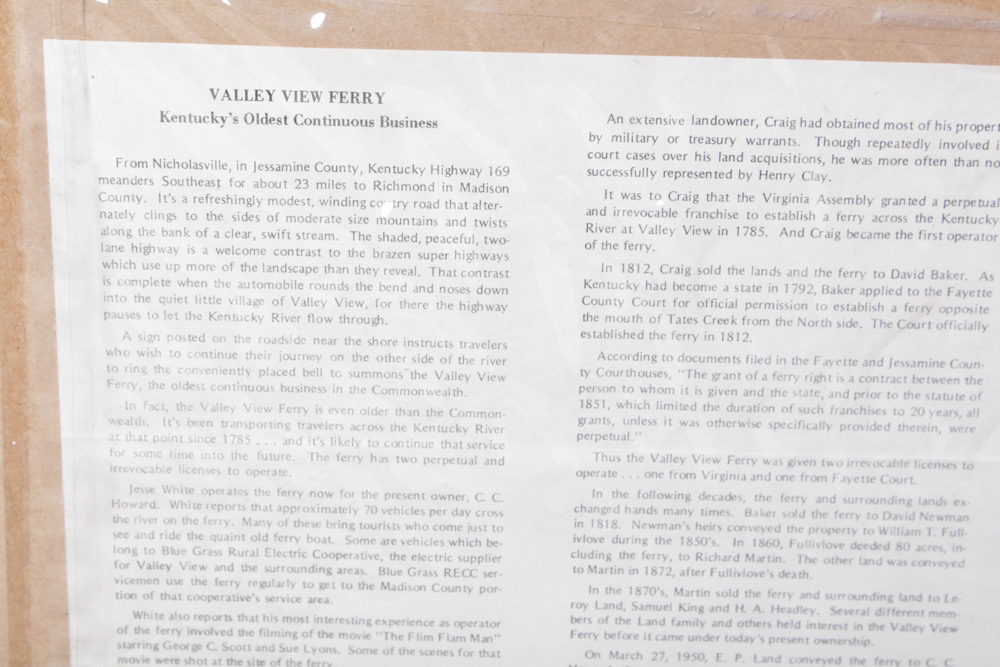 VALLEY VIEW FERRY
Kentucky's Oldest Continuous Business
From Nicholasville, in Jessamine County, Kentucky Highway 169
meanders Southeast for about 23 miles to Richmond in Madison
County. It's a refreshingly modest, winding co try road that alter-
nately clings to the sides of moderate size mountains and twists
along the bank of a clear, swift stream. The shaded, peaceful, two-
lane highway is a welcome contrast to the brazen super highways
which use up more of the landscape than they reveal. That contrast
is complete when the automobile rounds the bend and noses down
into the quiet little village of Valley View, for there the highway
pauses to let the Kentucky River flow through.
A sign posted on the roadside near the shore instructs travelers
who wish to continue their journey on the other side of the river
to ring the conveniently placed bell to summons the Valley View
Ferry, the oldest continuous business in the Commonwealth.
In fact, the Valley View Ferry is even older than the Common-
wealth. It's been transporting travelers across the Kentucky River
at that point since 1785 . . . and it's likely to continue that service
for some time into the future. The ferry has two perpetual and
irrevocable licenses to operate.
Jesse White operates the ferry now for the present owner, C. C.
Howard. White reports that approximately 70 vehicles per day cross
the river on the ferry. Many of these bring tourists who come just to
see and ride the quaint old ferry boat. Some are vehicles which be-
long to Blue Grass Rural Electric Cooperative, the electric supplier
for Valley View and the surrounding areas. Blue Grass RECC ser-
vicemen use the ferry regularly to get to the Madison County por-
tion of that cooperative's service area.
White also reports that his most interesting experience as operator
of the ferry involved the filming of the movie "The Flim Flam Man"
starring George C. Scott and Sue Lyons. Some of the scenes for that
movie were shot at the site of the ferry.
An extensive landowner, Craig had obtained most of his propert
by military or treasury warrants. Though repeatedly involved i
court cases over his land acquisitions, he was more often than no
successfully represented by Henry Clay.
It was to Craig that the Virginia Assembly granted a perpetual
and irrevocable franchise to establish a ferry across the Kentucky
River at Valley View in 1785. And Craig became the first operator
of the ferry.
In 1812, Craig sold the lands and the ferry to David Baker. As
Kentucky had become a state in 1792, Baker applied to the Fayette
County Court for official permission to establish a ferry opposite
the mouth of Tates Creek from the North side. The Court officially
established the ferry in 1812.
According to documents filed in the Fayette and Jessamine Coun-
ty Courthouses, "The grant of a ferry right is a contract between the
person to whom it is given and the state, and prior to the statute of
1851, which limited the duration of such franchises to 20 years, all
grants, unless it was otherwise specifically provided therein, were
perpetual."
Thus the Valley View Ferry was given two irrevocable licenses to
operate . . . one from Virginia and one from Fayette Court.
In the following decades, the ferry and surrounding lands ex-
changed hands many times. Baker sold the ferry to David Newman
in 1818. Newman's heirs conveyed the property to William T. Full-
ivlove during the 1850's. In 1860, Fullivlove deeded 80 acres, in-
cluding the ferry, to Richard Martin. The other land was conveyed
to Martin in 1872, after Fullivlove's death.
In the 1870's, Martin sold the ferry and surrounding land to Le-
roy Land, Samuel King and H. A. Headley. Several different mem-
bers of the Land family and others held interest in the Valley View
Ferry before it came under today's present ownership.
On March 27, 1950, E. P. Land conveyed the ferry to C. C.